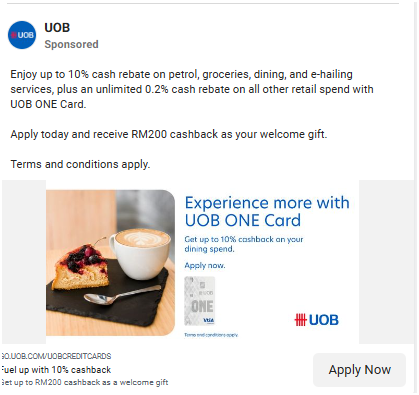 UOB
UOB
Sponsored
Enjoy up to 10% cash rebate on petrol, groceries, dining, and e-hailing
services, plus an unlimited 0.2% cash rebate on all other retail spend with
UOB ONE Card.
Apply today and receive RM200 cashback as your welcome gift.
Terms and conditions apply.
Experience more with
UOB ONE Card
Get up to 10% cashback on your
dining spend.
Apply now.
ONE
VISA
UOB
Terms and conditions apply.
GO.UOB.COM/UOBCREDITCARDS
Fuel up with 10% cashback
Get up to RM200 cashback as a welcome gift
Apply Now